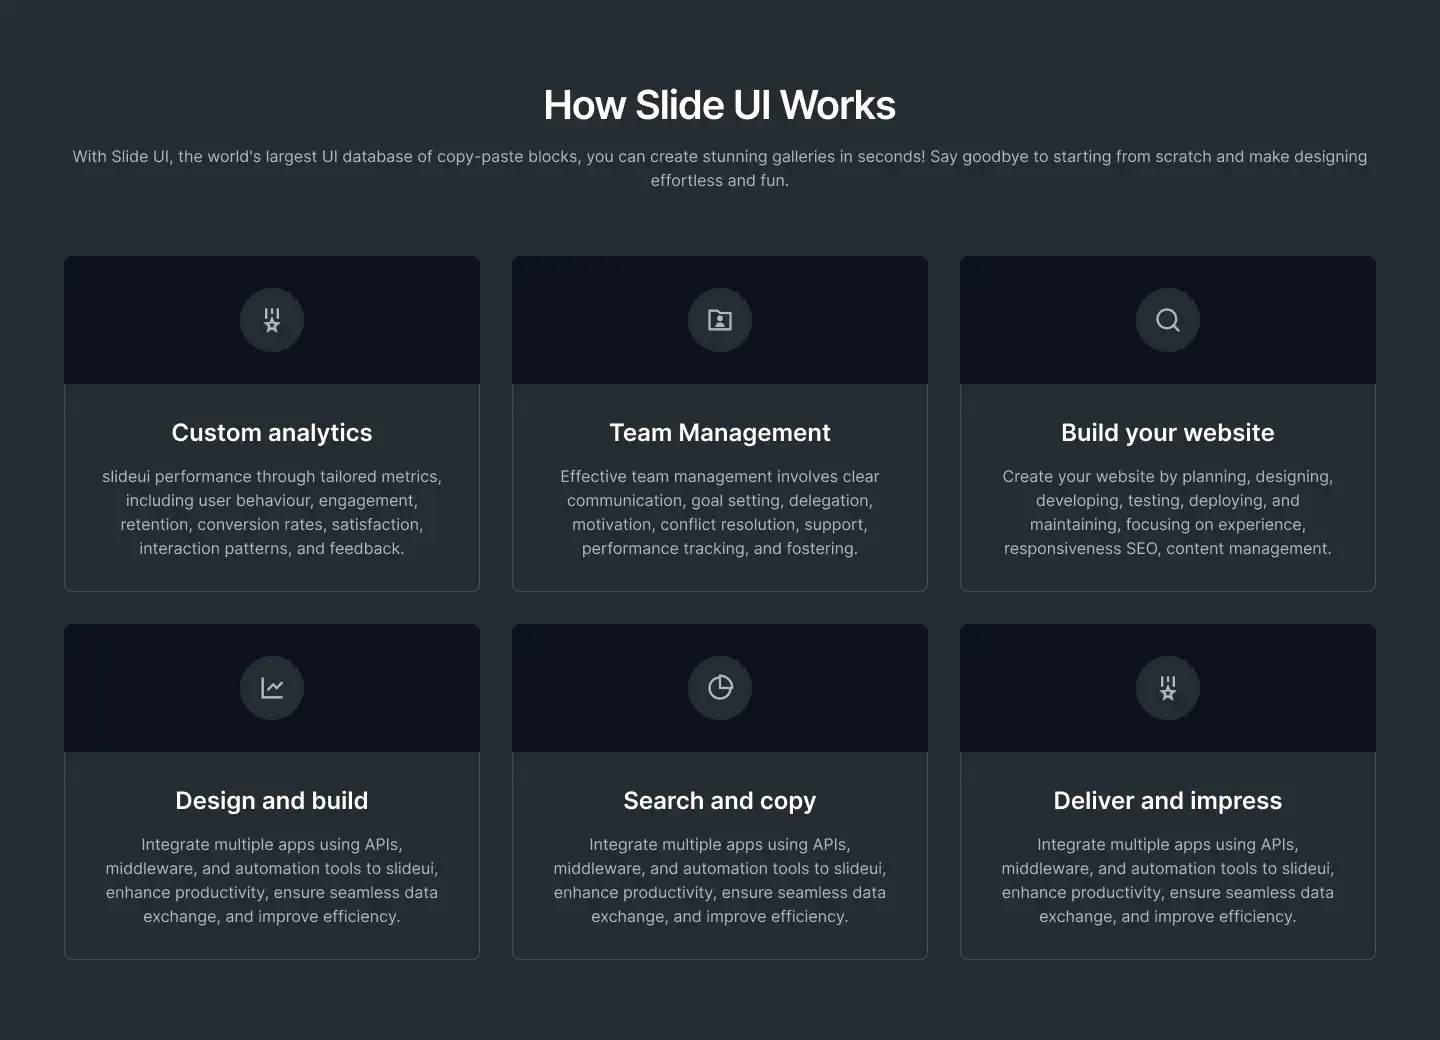 How Slide UI Works
With Slide UI, the world's largest UI database of copy-paste blocks, you can create stunning galleries in seconds! Say goodbye to starting from scratch and make designing
effortless and fun.
Custom analytics
slideui performance through tailored metrics,
including user behaviour, engagement,
retention, conversion rates, satisfaction,
interaction patterns, and feedback.
Team Management
Effective team management involves clear
communication, goal setting, delegation,
motivation, conflict resolution, support,
performance tracking, and fostering.
Build your website
Create your website by planning, designing,
developing, testing, deploying, and
maintaining, focusing on experience,
responsiveness SEO, content management.
Design and build
Integrate multiple apps using APIs,
middleware, and automation tools to slideui,
enhance productivity, ensure seamless data
exchange, and improve efficiency.
Search and copy
Integrate multiple apps using APIs,
middleware, and automation tools to slideui,
enhance productivity, ensure seamless data
exchange, and improve efficiency.
Deliver and impress
Integrate multiple apps using APIs,
middleware, and automation tools to slideui,
enhance productivity, ensure seamless data
exchange, and improve efficiency.